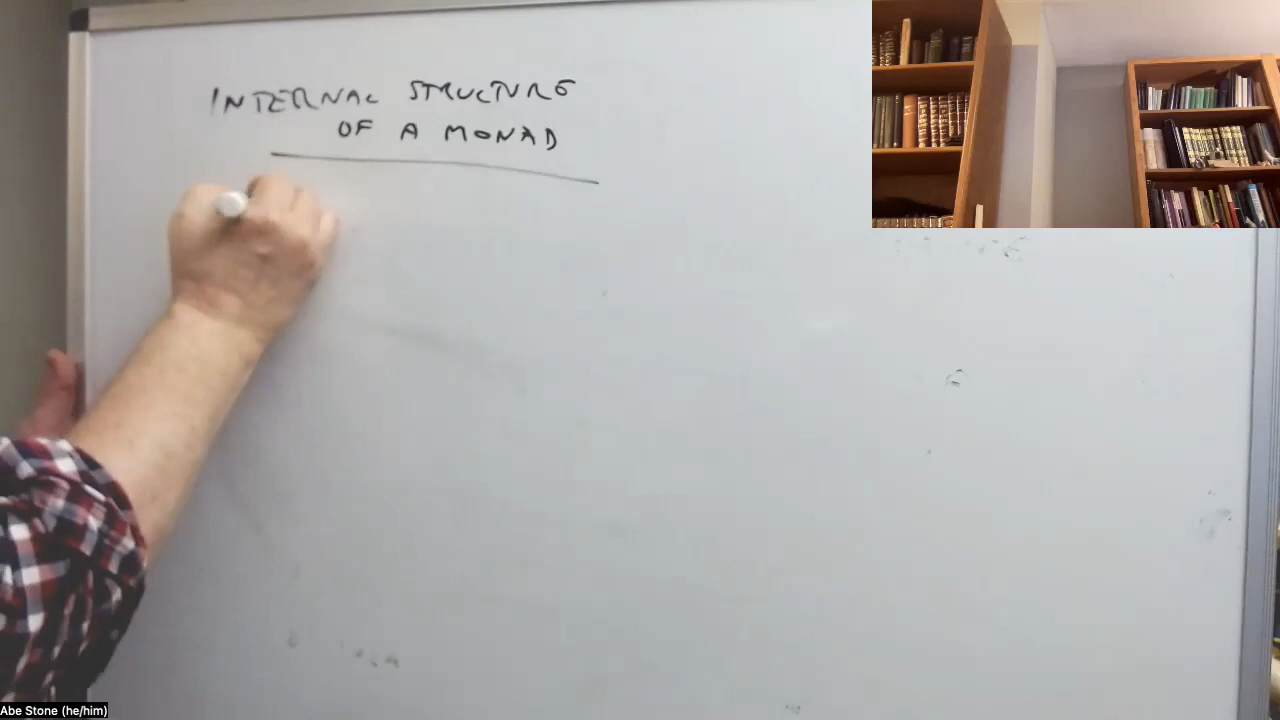 INTERNAL STRUCTURE
OF A MONAD
Abe Stone (he/him)